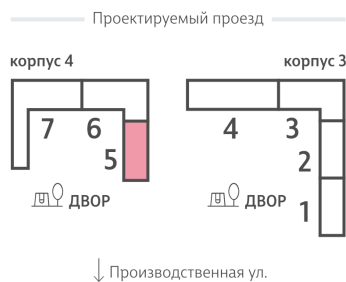 Проектируемый проезд
корпус 4 корпус 3
7 6 4 3
5 2
ДВОР ДВОР
1
Производственная ул.